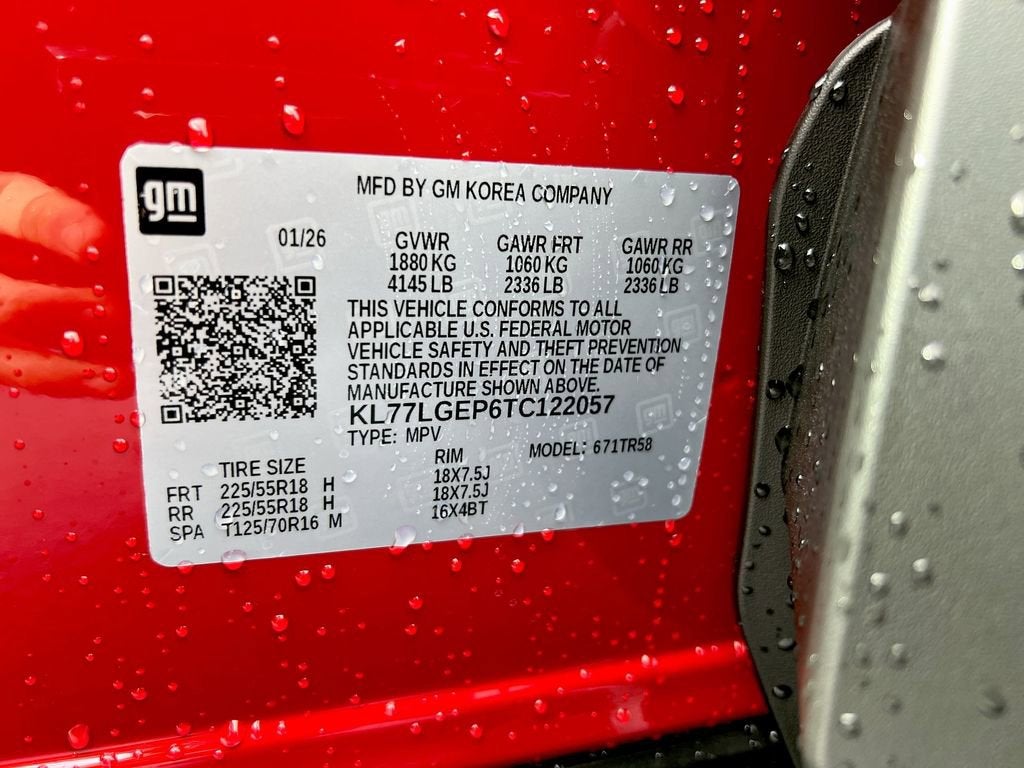 gm
MFD BY GM KOREA COMPANY
01/26
GVWR GAWR FRT GAWR RR
1880 KG 1060 KG 1060 KG
4145 LB 2336 LB 2336 LB
THIS VEHICLE CONFORMS TO ALL
APPLICABLE U.S. FEDERAL MOTOR
VEHICLE SAFETY AND THEFT PREVENTION
STANDARDS IN EFFECT ON THE DATE OF
MANUFACTURE SHOWN ABOVE.
KL77LGEP6TC122057
TYPE: MPV MODEL: 671TR58
TIRE SIZE RIM
FRT 225/55R18 H 18X7.5J
RR 225/55R18 H 18X7.5J
SPA T125/70R16 M 16X4BT